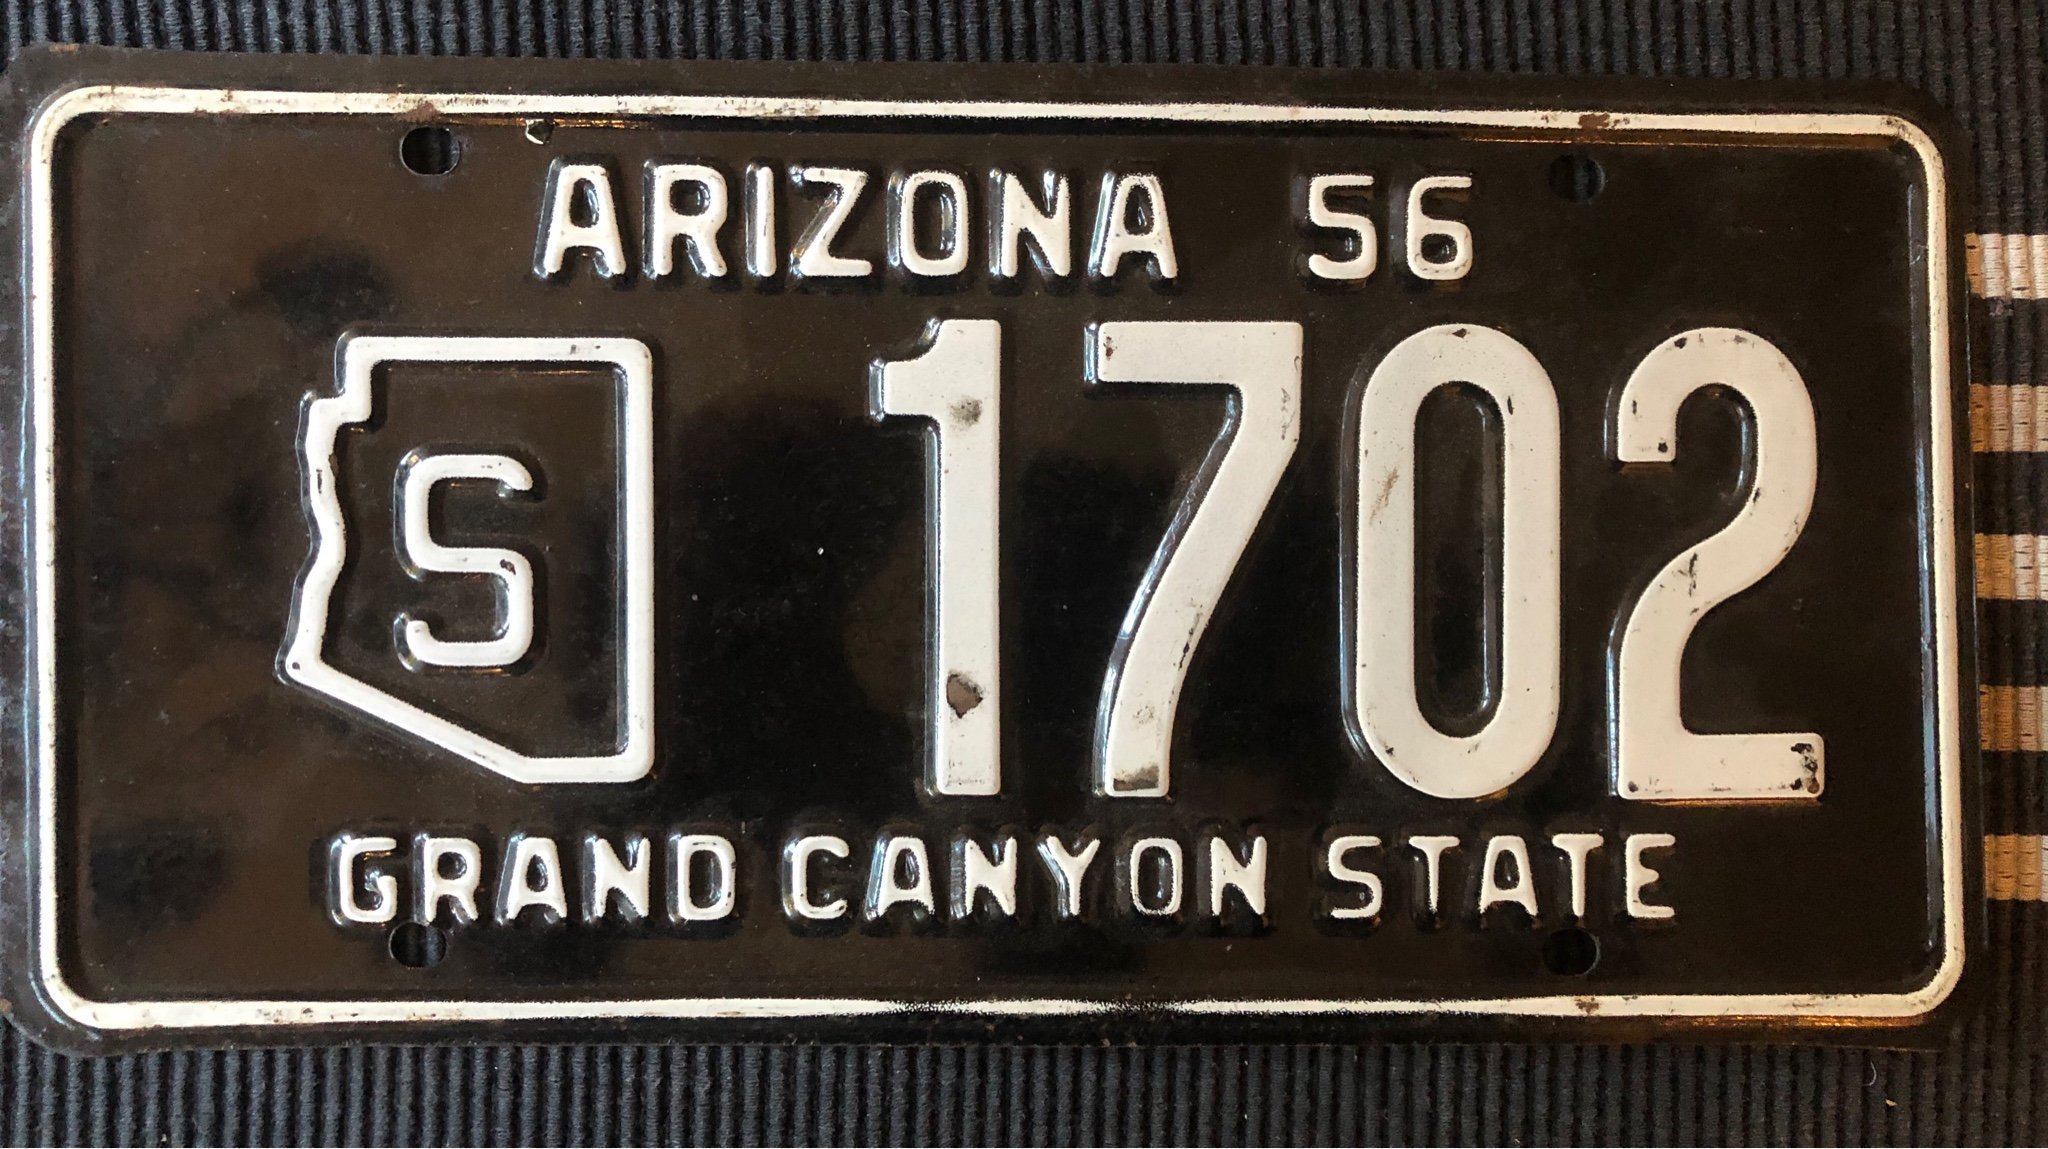 ARIZONA 56
S 1702
GRAND CANYON STATE